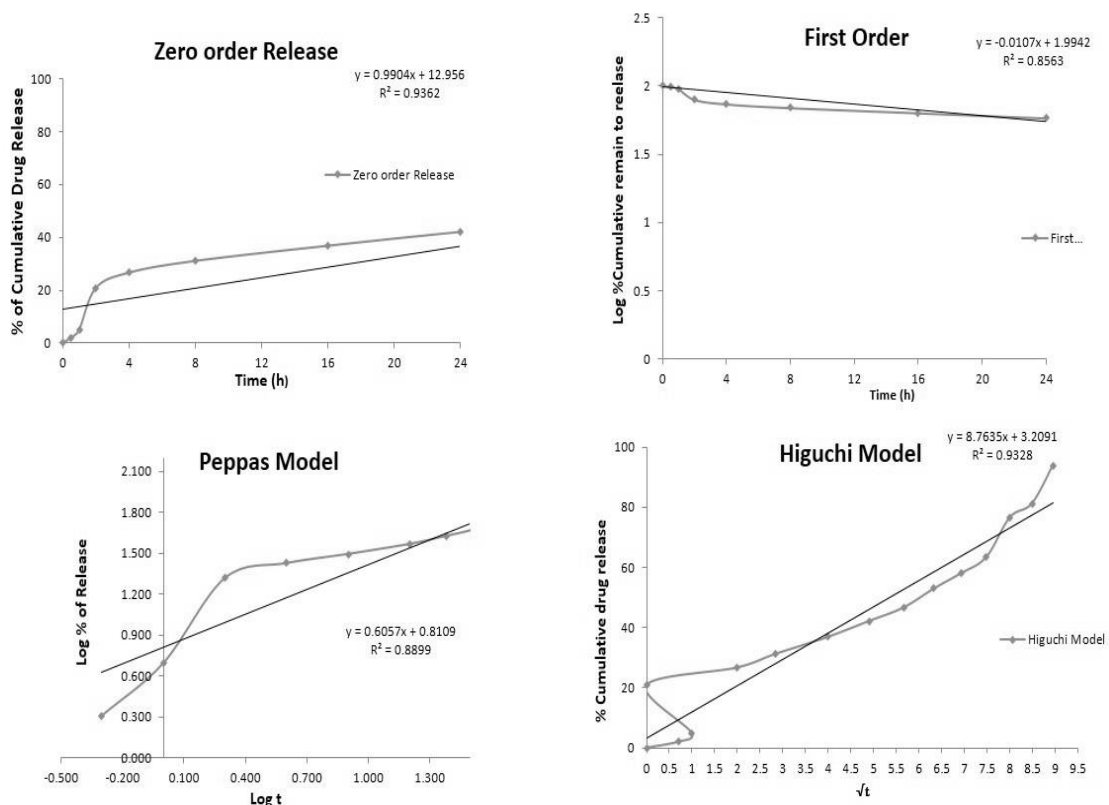 Zero order Release
y = 0.9904x + 12.956
R² = 0.9362
100
80
60
40
20
0
% of Cumulative Drug Release
Zero order Release
0 4 8 12 16 20 24
Time (h)
First Order
y = -0.0107x + 1.9942
R² = 0.8563
2.5
2
1.5
1
0.5
0
Log %Cumulative remain to reelase
First...
0 4 8 12 16 20 24
Time (h)
Peppas Model
2.100
1.800
1.500
1.200
0.900
0.600
0.300
0.000
Log % of Release
y = 0.6057x + 0.8109
R² = 0.8899
-0.500 -0.200 0.100 0.400 0.700 1.000 1.300
Log t
Higuchi Model
y = 8.7635x + 3.2091
R² = 0.9328
100
80
60
40
20
0
% Cumulative drug release
Higuchi Model
0 0.5 1 1.5 2 2.5 3 3.5 4 4.5 5 5.5 6 6.5 7 7.5 8 8.5 9 9.5
√t